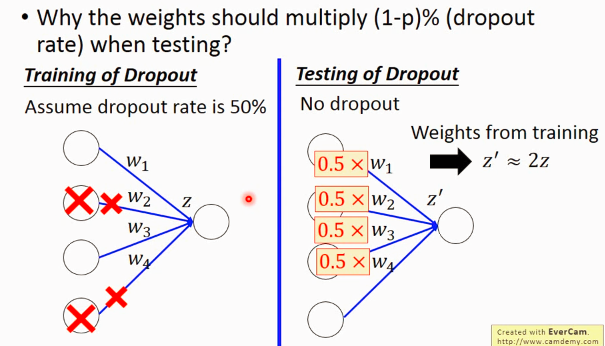 • Why the weights should multiply (1-p)% (dropout
rate) when testing?
Training of Dropout
Assume dropout rate is 50%
w₁
w₂
w₃
w₄
z
Testing of Dropout
No dropout
Weights from training
z′ ≈ 2z
0.5 × w₁
0.5 × w₂
0.5 × w₃
0.5 × w₄
z′
Created with EverCam.
http://www.camdemy.com